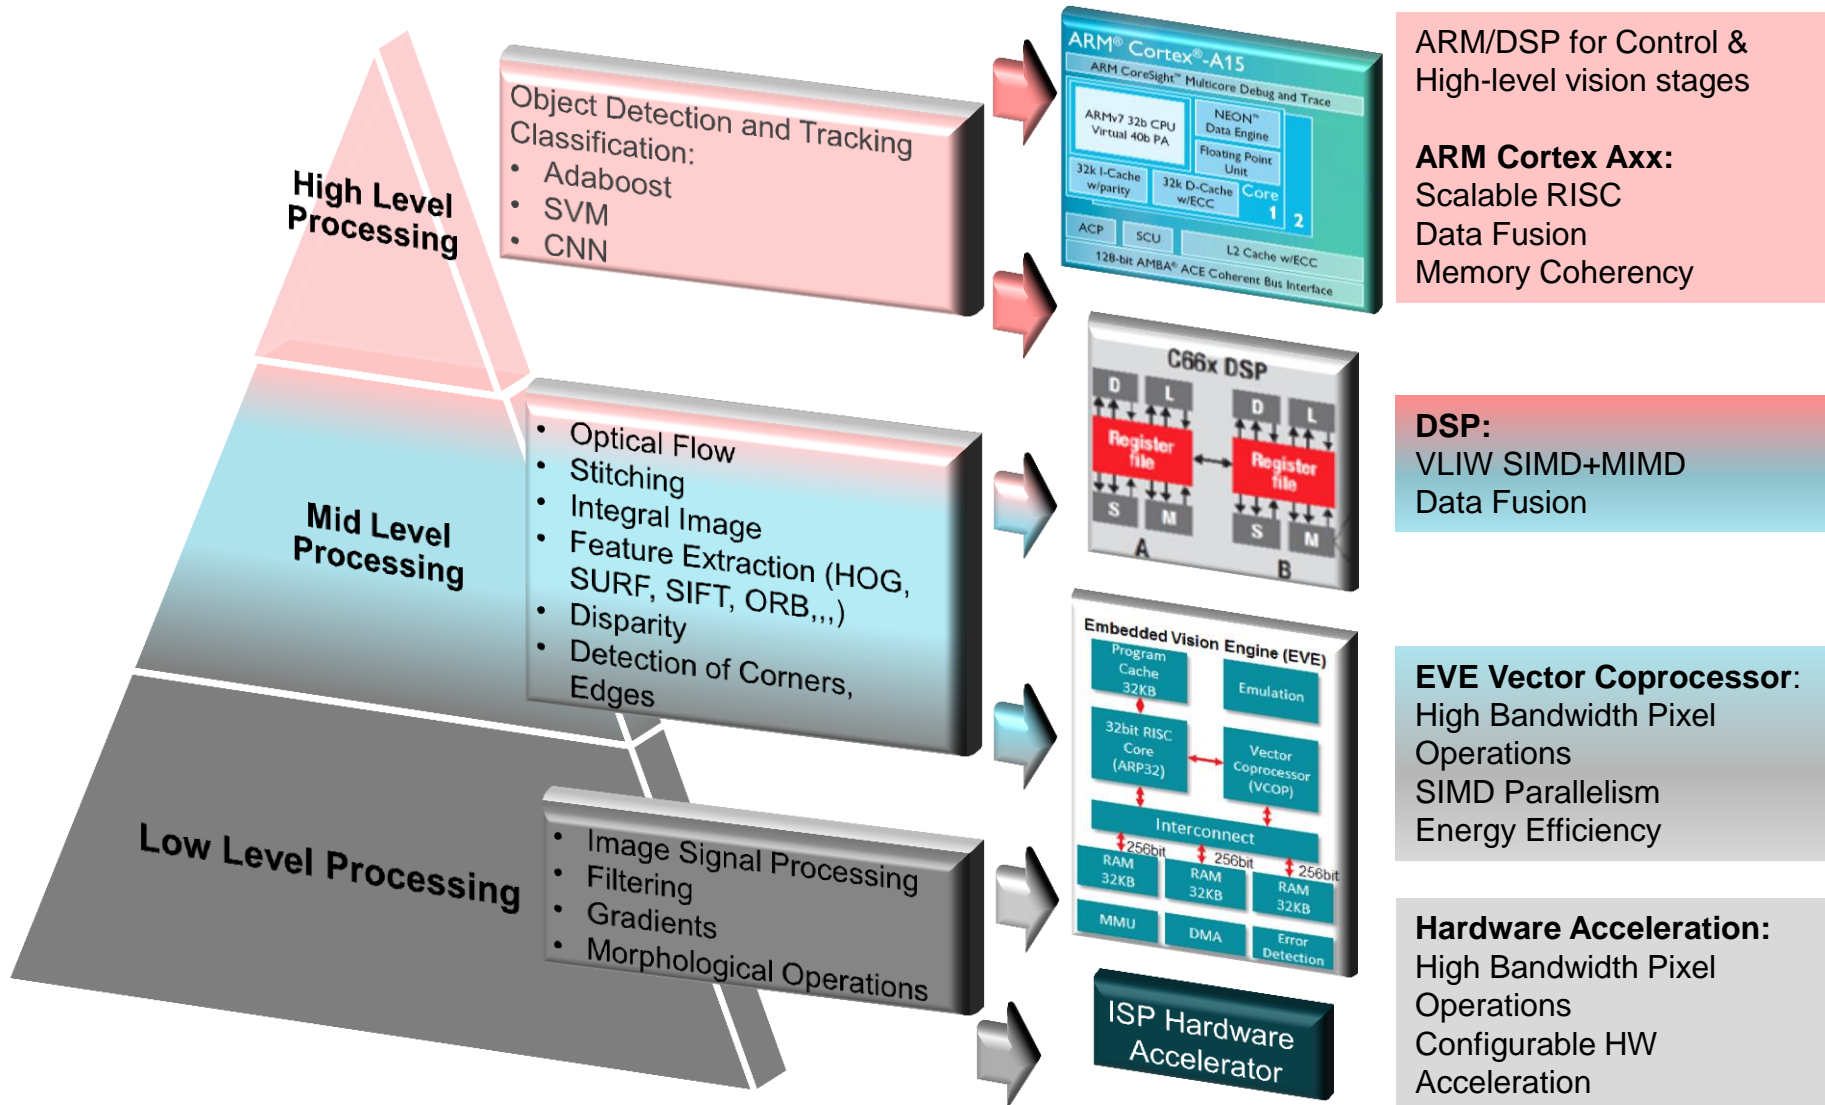 High Level
Processing
Object Detection and Tracking
Classification:
• Adaboost
• SVM
• CNN
ARM® Cortex®-A15
ARM CoreSight™ Multicore Debug and Trace
ARMv7 32b CPU
Virtual 40b PA
NEON™
Data Engine
Floating Point
Unit
32k I-Cache
w/parity
32k D-Cache
w/ECC
Core
1
2
ACP
SCU
L2 Cache w/ECC
128-bit AMBA® ACE Coherent Bus Interface
ARM/DSP for Control &
High-level vision stages
ARM Cortex Axx:
Scalable RISC
Data Fusion
Memory Coherency
Mid Level
Processing
• Optical Flow
• Stitching
• Integral Image
• Feature Extraction (HOG,
SURF, SIFT, ORB,,,)
• Disparity
• Detection of Corners,
Edges
C66x DSP
D
L
D
L
Register
file
Register
file
S
M
S
M
A
B
DSP:
VLIW SIMD+MIMD
Data Fusion
Embedded Vision Engine (EVE)
Program
Cache
32KB
Emulation
32bit RISC
Core
(ARP32)
Vector
Coprocessor
(VCOP)
Interconnect
256bit
256bit
256bit
RAM
32KB
RAM
32KB
RAM
32KB
MMU
DMA
Error
Detection
EVE Vector Coprocessor:
High Bandwidth Pixel
Operations
SIMD Parallelism
Energy Efficiency
Low Level Processing
• Image Signal Processing
• Filtering
• Gradients
• Morphological Operations
ISP Hardware
Accelerator
Hardware Acceleration:
High Bandwidth Pixel
Operations
Configurable HW
Acceleration